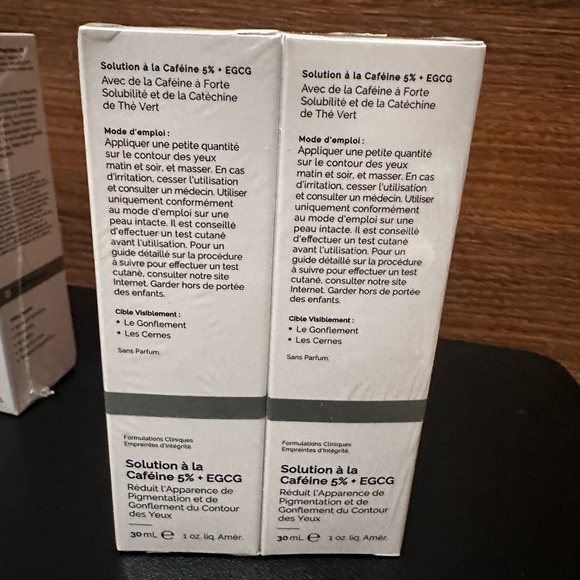 Solution à la Caféine 5% + EGCG
Avec de la Caféine à Forte
Solubilité et de la Catéchine
de Thé Vert
Mode d'emploi :
Appliquer une petite quantité
sur le contour des yeux
matin et soir, et masser. En cas
d'irritation, cesser l'utilisation
et consulter un médecin. Utiliser
uniquement conformément
au mode d'emploi sur une
peau intacte. Il est conseillé
d'effectuer un test cutané
avant l'utilisation. Pour un
guide détaillé sur la procédure
à suivre pour effectuer un test
cutané, consulter notre site
Internet. Garder hors de portée
des enfants.
Cible Visiblement :
• Le Gonflement
• Les Cernes
Sans Parfum.
Formulations Cliniques
Empreintes d'Intégrité.
Solution à la
Caféine 5% + EGCG
Réduit l'Apparence de
Pigmentation et de
Gonflement du Contour
des Yeux
30 mL e 1 oz. liq. Amér.
Solution à la Caféine 5% + EGCG
Avec de la Caféine à Forte
Solubilité et de la Catéchine
de Thé Vert
Mode d'emploi :
Appliquer une petite quantité
sur le contour des yeux
matin et soir, et masser. En cas
d'irritation, cesser l'utilisation
et consulter un médecin. Utiliser
uniquement conformément
au mode d'emploi sur une
peau intacte. Il est conseillé
d'effectuer un test cutané
avant l'utilisation. Pour un
guide détaillé sur la procédure
à suivre pour effectuer un test
cutané, consulter notre site
Internet. Garder hors de portée
des enfants.
Cible Visiblement :
• Le Gonflement
• Les Cernes
Sans Parfum.
Formulations Cliniques
Empreintes d'Intégrité.
Solution à la
Caféine 5% + EGCG
Réduit l'Apparence de
Pigmentation et de
Gonflement du Contour
des Yeux
30 mL e 1 oz. liq. Amér.